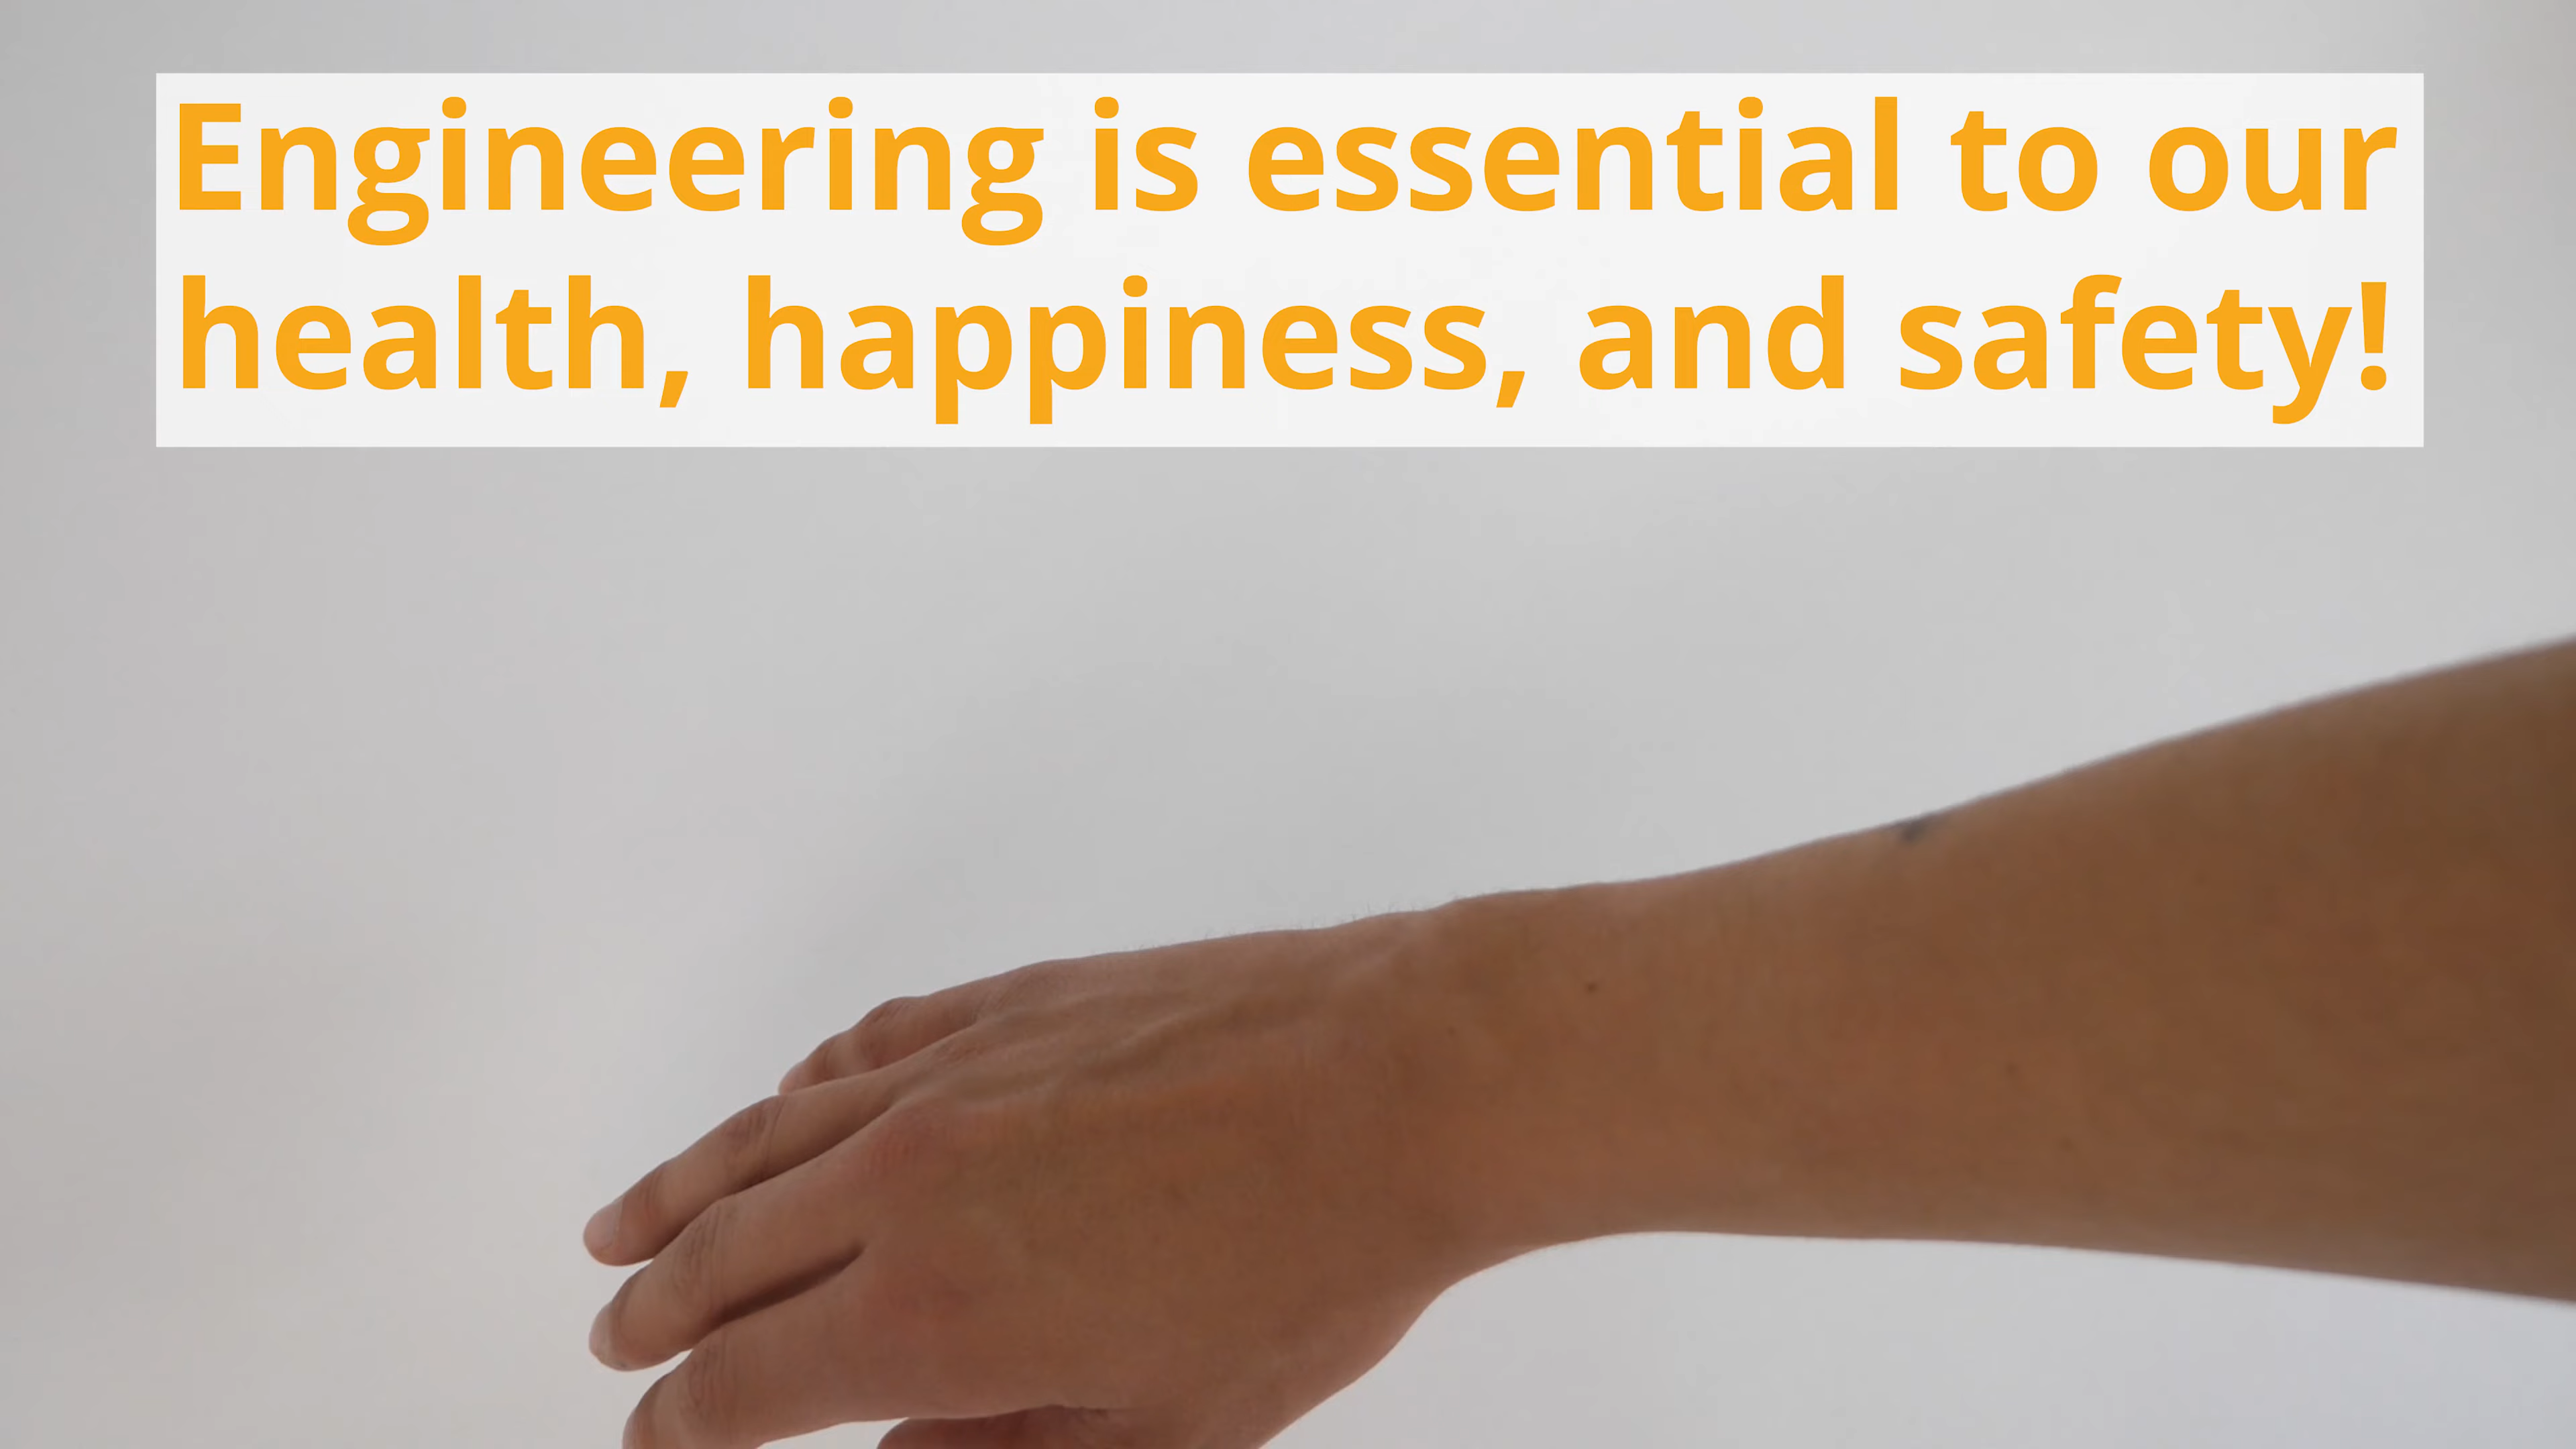 Engineering is essential to our
health, happiness, and safety!